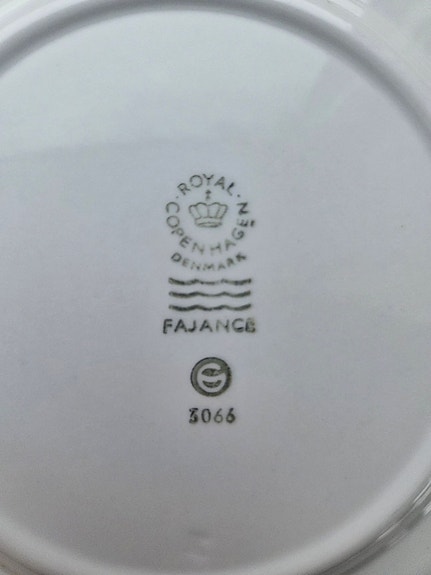 ROYAL
COPENHAGEN
DENMARK
FAJANCE
3066